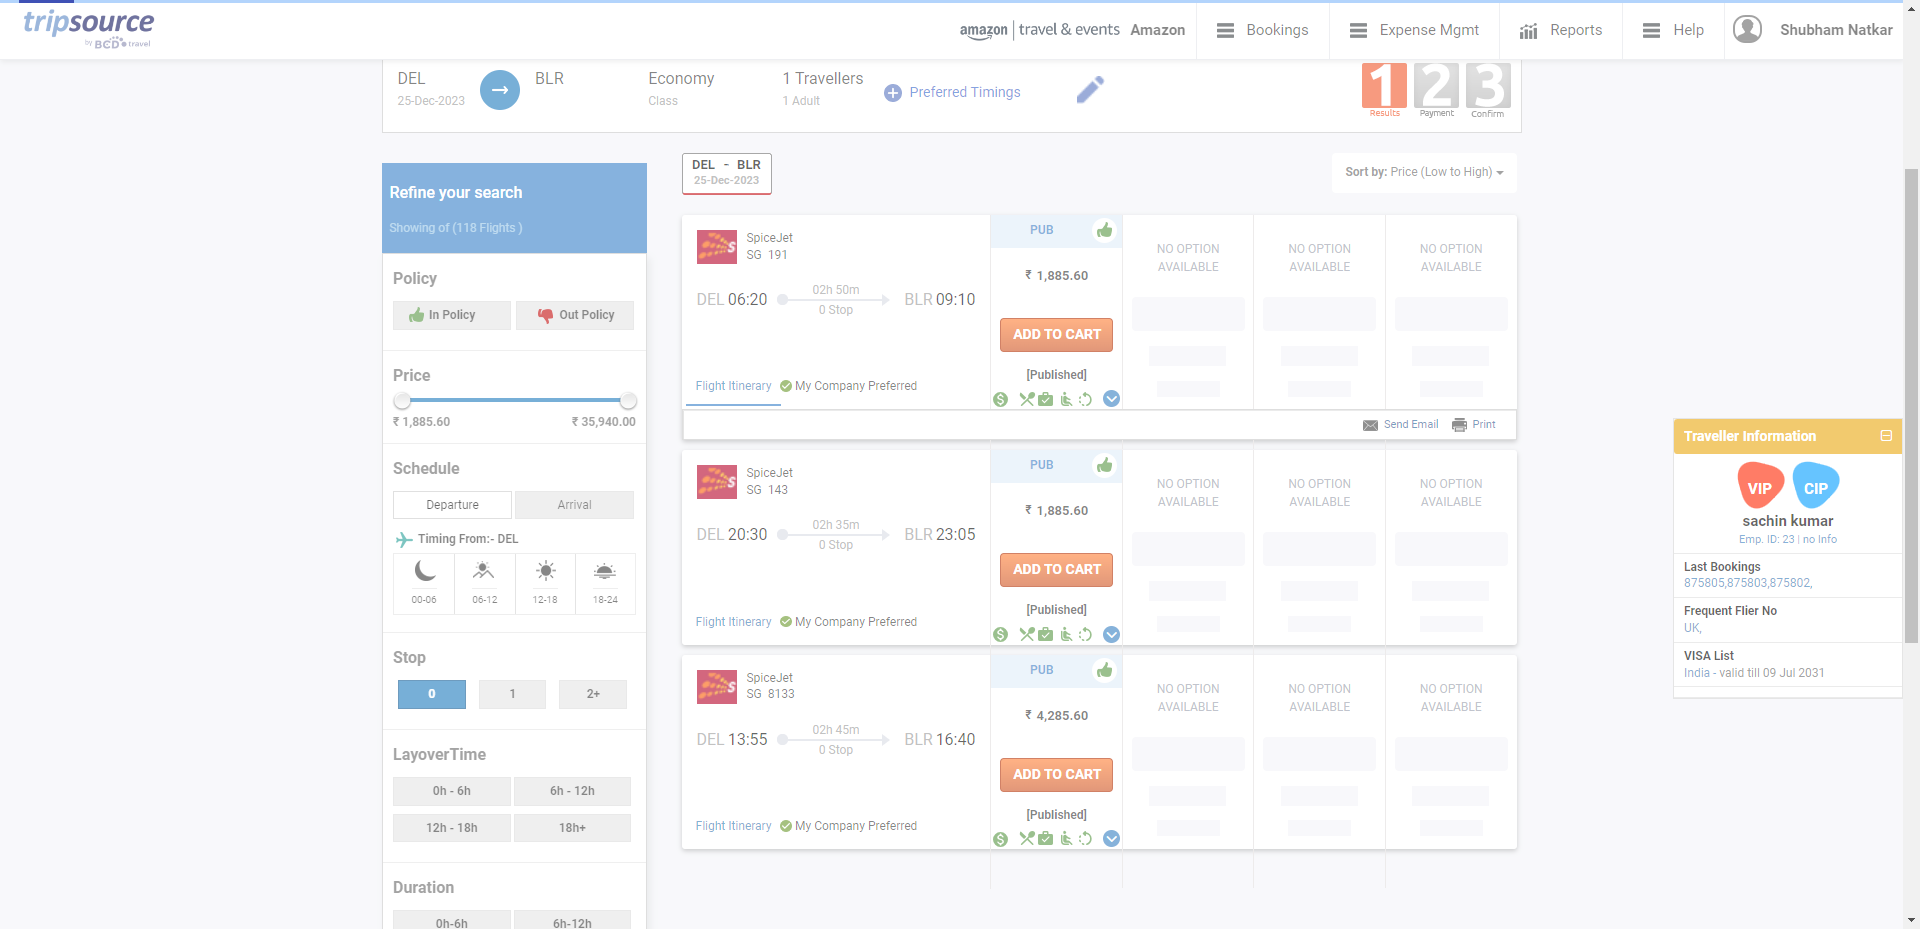 tripsource
by BCD travel
amazon | travel & events Amazon
Bookings
Expense Mgmt
Reports
Help
Shubham Natkar
DEL
25-Dec-2023
BLR
Economy
Class
1 Travellers
1 Adult
Preferred Timings
1 2 3
Results Payment Confirm
Refine your search
Showing of (118 Flights )
Policy
In Policy Out Policy
Price
₹ 1,885.60 ₹ 35,940.00
Schedule
Departure Arrival
Timing From:- DEL
00-06 06-12 12-18 18-24
Stop
0 1 2+
LayoverTime
0h - 6h 6h - 12h
12h - 18h 18h+
Duration
0h-6h 6h-12h
DEL - BLR
25-Dec-2023
Sort by: Price (Low to High)
SpiceJet
SG 191
DEL 06:20
02h 50m
0 Stop
BLR 09:10
Flight Itinerary My Company Preferred
PUB
₹ 1,885.60
ADD TO CART
[Published]
NO OPTION
AVAILABLE
NO OPTION
AVAILABLE
NO OPTION
AVAILABLE
Send Email Print
SpiceJet
SG 143
DEL 20:30
02h 35m
0 Stop
BLR 23:05
Flight Itinerary My Company Preferred
PUB
₹ 1,885.60
ADD TO CART
[Published]
NO OPTION
AVAILABLE
NO OPTION
AVAILABLE
NO OPTION
AVAILABLE
SpiceJet
SG 8133
DEL 13:55
02h 45m
0 Stop
BLR 16:40
Flight Itinerary My Company Preferred
PUB
₹ 4,285.60
ADD TO CART
[Published]
NO OPTION
AVAILABLE
NO OPTION
AVAILABLE
NO OPTION
AVAILABLE
Traveller Information
VIP CIP
sachin kumar
Emp. ID: 23 | no Info
Last Bookings
875805,875803,875802,
Frequent Flier No
UK,
VISA List
India - valid till 09 Jul 2031